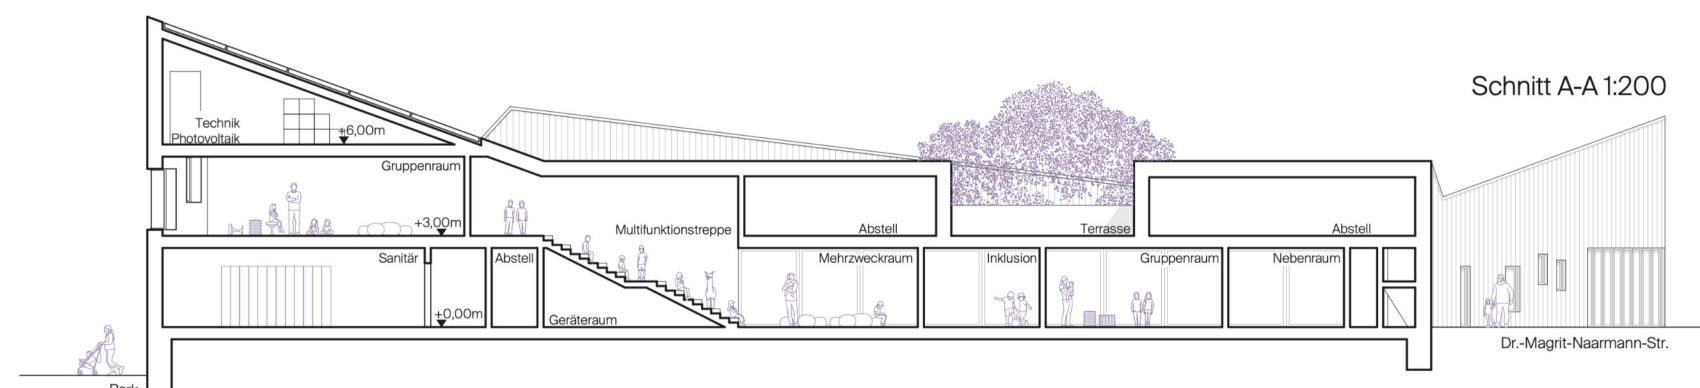 Schnitt A-A 1:200
Technik
Photovoltaik
+6,00m
Gruppenraum
+3,00m
Multifunktionstreppe
Abstell
Terrasse
Abstell
Sanitär
Abstell
Mehrzweckraum
Inklusion
Gruppenraum
Nebenraum
+0,00m
Geräteraum
Dr.-Magrit-Naarmann-Str.
Park